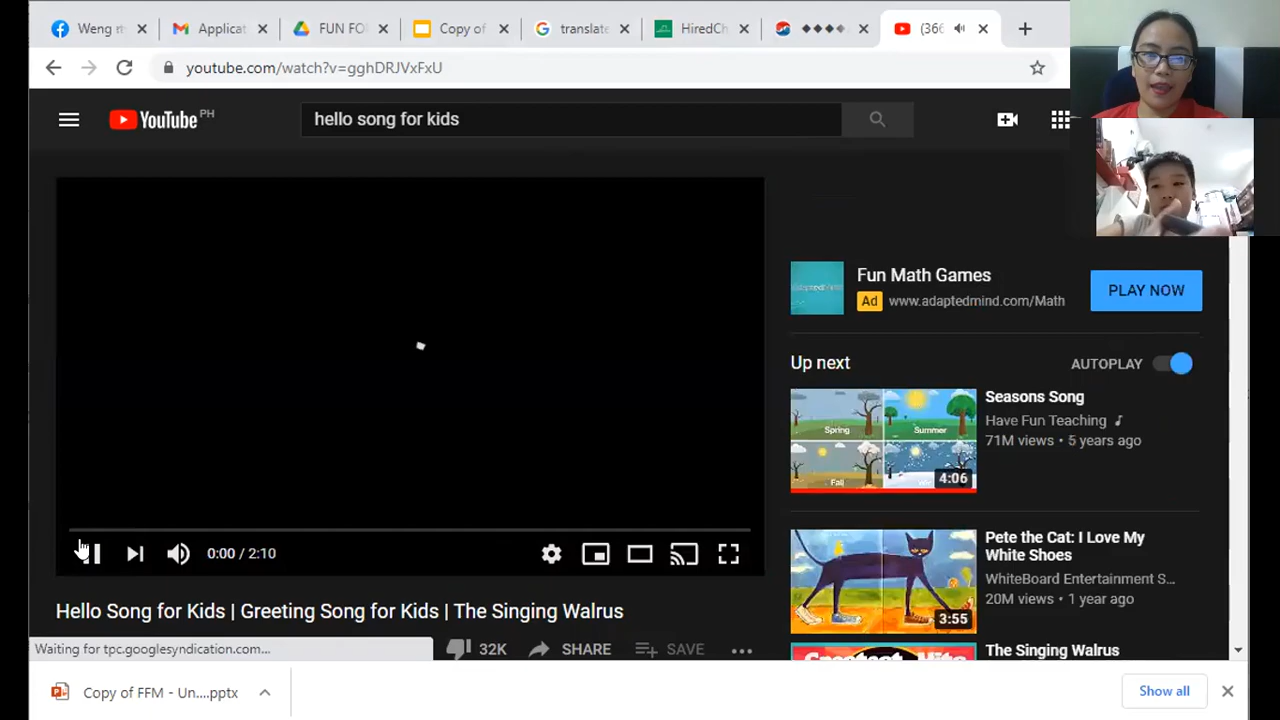 Weng m
Applicat
FUN FO
Copy of
translate
HiredCh
(366
youtube.com/watch?v=gghDRJVxFxU
YouTube PH
hello song for kids
Fun Math Games
Ad www.adaptedmind.com/Math
PLAY NOW
Up next
AUTOPLAY
Spring
Summer
Fall
4:06
Seasons Song
Have Fun Teaching
71M views • 5 years ago
3:55
Pete the Cat: I Love My
White Shoes
WhiteBoard Entertainment S...
20M views • 1 year ago
0:00 / 2:10
Hello Song for Kids | Greeting Song for Kids | The Singing Walrus
The Singing Walrus
Waiting for tpc.googlesyndication.com...
32K
SHARE
SAVE
Copy of FFM - Un....pptx
Show all